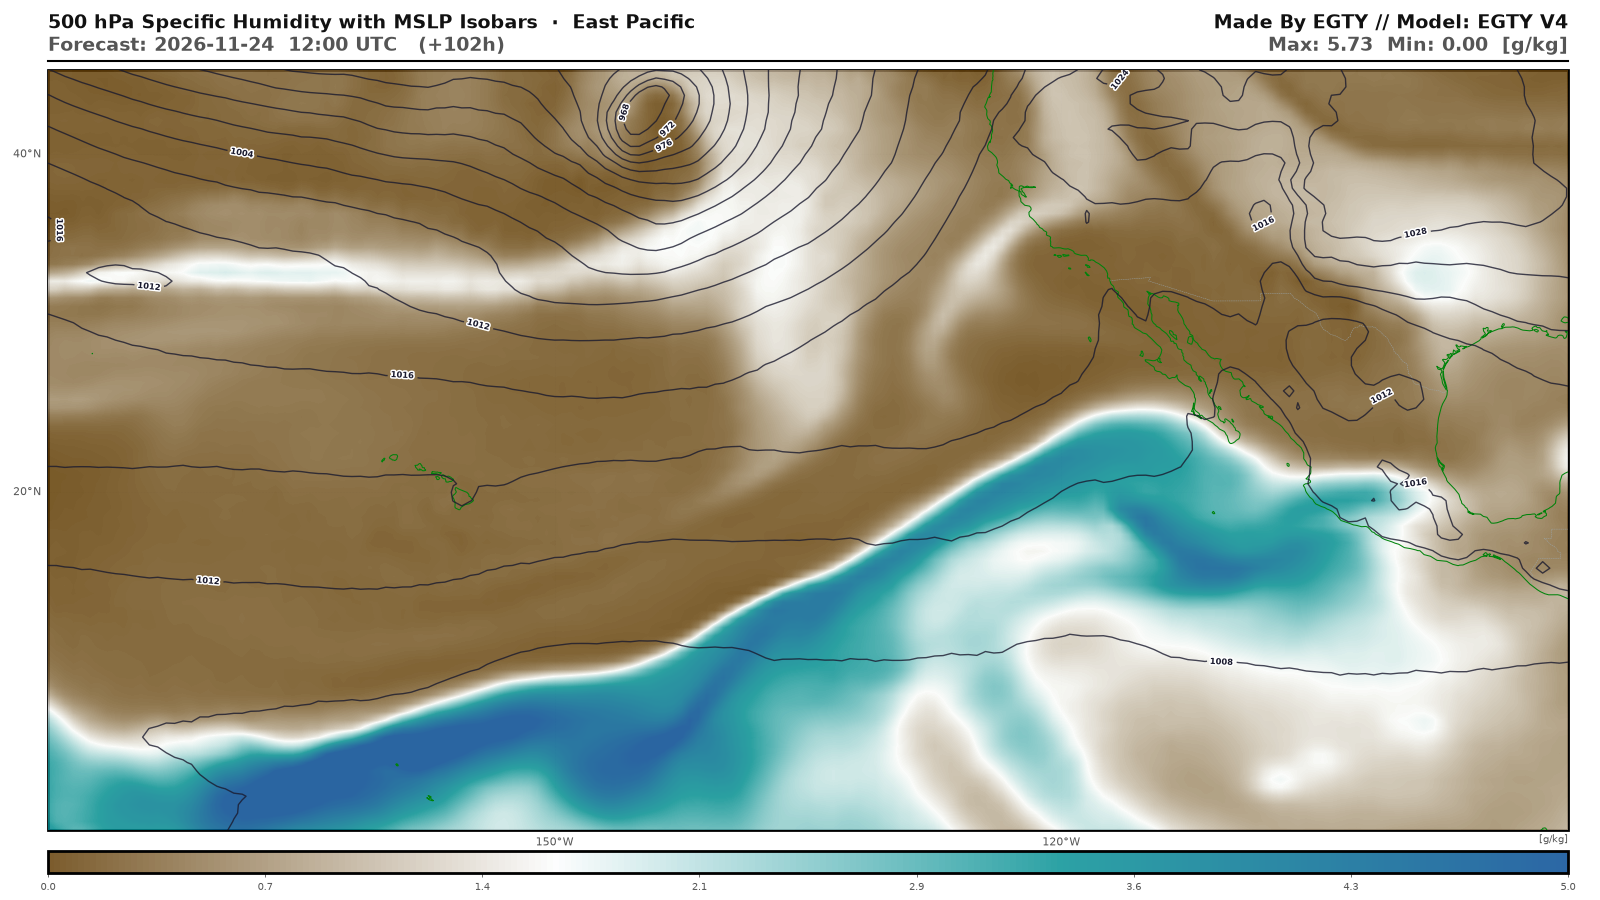 500 hPa Specific Humidity with MSLP Isobars · East Pacific
Made By EGTY // Model: EGTY V4
Forecast: 2026-11-24 12:00 UTC (+102h)
Max: 5.73 Min: 0.00 [g/kg]
1024
968
972
976
40°N
1004
1016
1016
1028
1012
1012
1016
1012
1016
20°N
1012
1008
150°W
120°W
[g/kg]
0.0
0.7
1.4
2.1
2.9
3.6
4.3
5.0